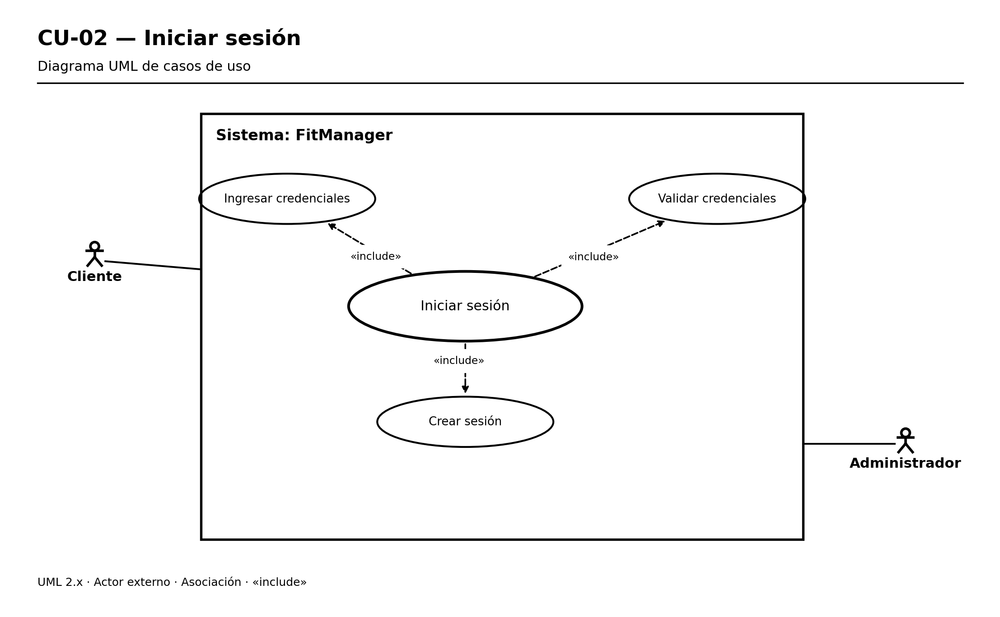 CU-02 — Iniciar sesión
Diagrama UML de casos de uso
Sistema: FitManager
Ingresar credenciales
Validar credenciales
«include»
«include»
Cliente
Iniciar sesión
«include»
Crear sesión
Administrador
UML 2.x · Actor externo · Asociación · «include»